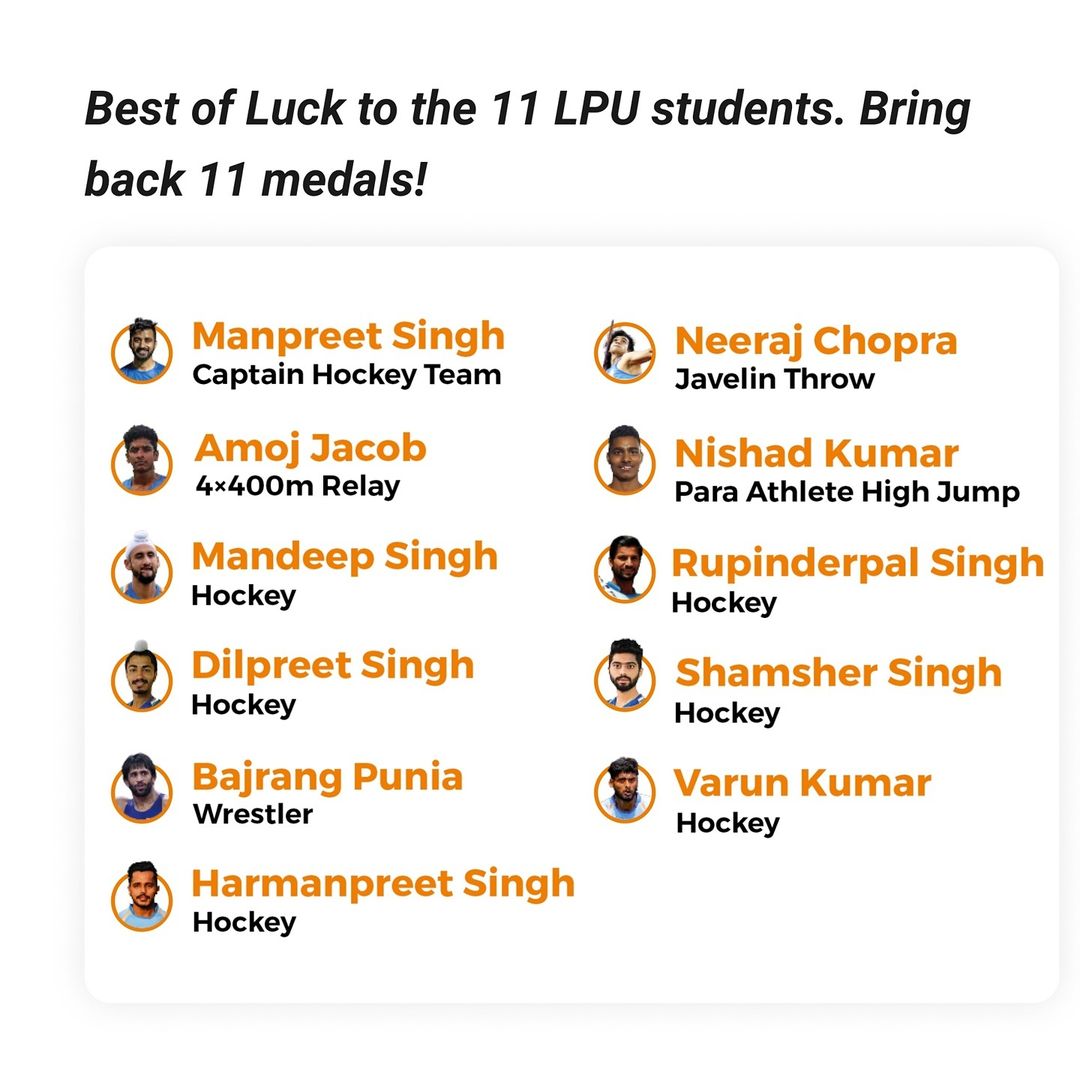 Best of Luck to the 11 LPU students. Bring
back 11 medals!
Manpreet Singh
Captain Hockey Team
Amoj Jacob
4×400m Relay
Mandeep Singh
Hockey
Dilpreet Singh
Hockey
Bajrang Punia
Wrestler
Harmanpreet Singh
Hockey
Neeraj Chopra
Javelin Throw
Nishad Kumar
Para Athlete High Jump
Rupinderpal Singh
Hockey
Shamsher Singh
Hockey
Varun Kumar
Hockey